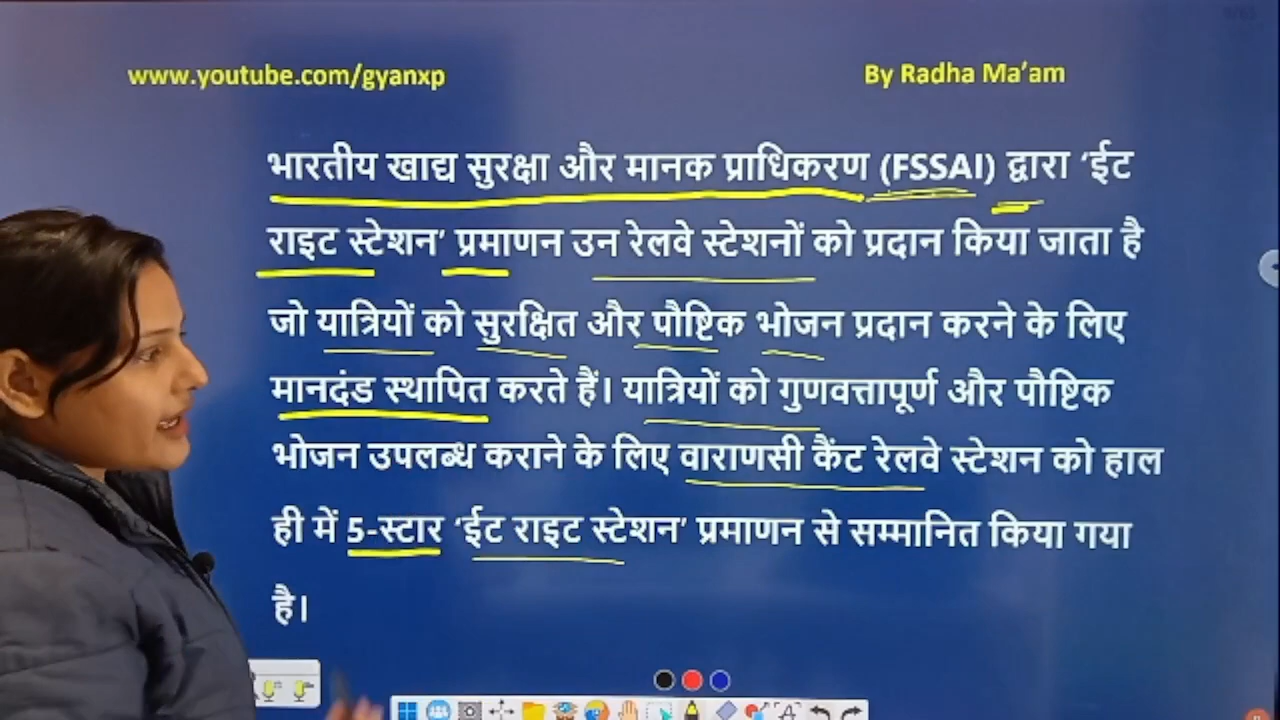 www.youtube.com/gyanxp
By Radha Ma'am
भारतीय खाद्य सुरक्षा और मानक प्राधिकरण (FSSAI) द्वारा ‘ईट
राइट स्टेशन’ प्रमाणन उन रेलवे स्टेशनों को प्रदान किया जाता है
जो यात्रियों को सुरक्षित और पौष्टिक भोजन प्रदान करने के लिए
मानदंड स्थापित करते हैं। यात्रियों को गुणवत्तापूर्ण और पौष्टिक
भोजन उपलब्ध कराने के लिए वाराणसी कैंट रेलवे स्टेशन को हाल
ही में 5-स्टार ‘ईट राइट स्टेशन’ प्रमाणन से सम्मानित किया गया
है।